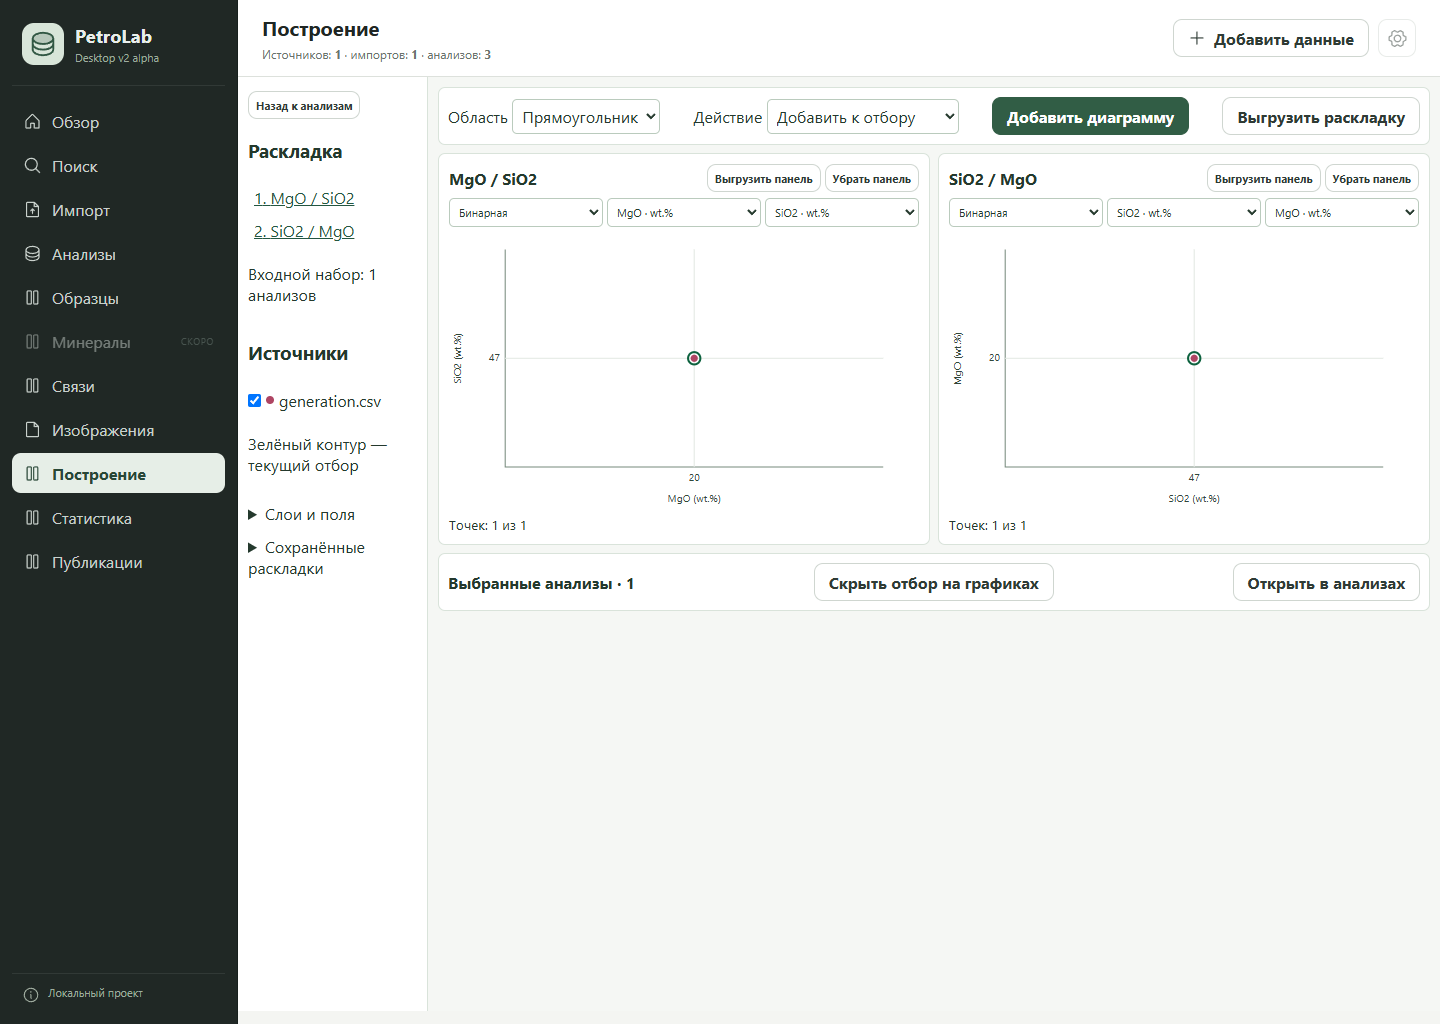 PetroLab
Desktop v2 alpha
Обзор
Поиск
Импорт
Анализы
Образцы
Минералы СКОРО
Связи
Изображения
Построение
Статистика
Публикации
Локальный проект
Построение
Источников: 1 · импортов: 1 · анализов: 3
Добавить данные
Назад к анализам
Раскладка
1. MgO / SiO2
2. SiO2 / MgO
Входной набор: 1
анализов
Источники
generation.csv
Зелёный контур —
текущий отбор
Слои и поля
Сохранённые
раскладки
Область Прямоугольник Действие Добавить к отбору Добавить диаграмму Выгрузить раскладку
MgO / SiO2 Выгрузить панель Убрать панель
Бинарная MgO · wt.% SiO2 · wt.%
SiO2 (wt.%)
47
20
MgO (wt.%)
Точек: 1 из 1
SiO2 / MgO Выгрузить панель Убрать панель
Бинарная SiO2 · wt.% MgO · wt.%
MgO (wt.%)
20
47
SiO2 (wt.%)
Точек: 1 из 1
Выбранные анализы · 1 Скрыть отбор на графиках Открыть в анализах